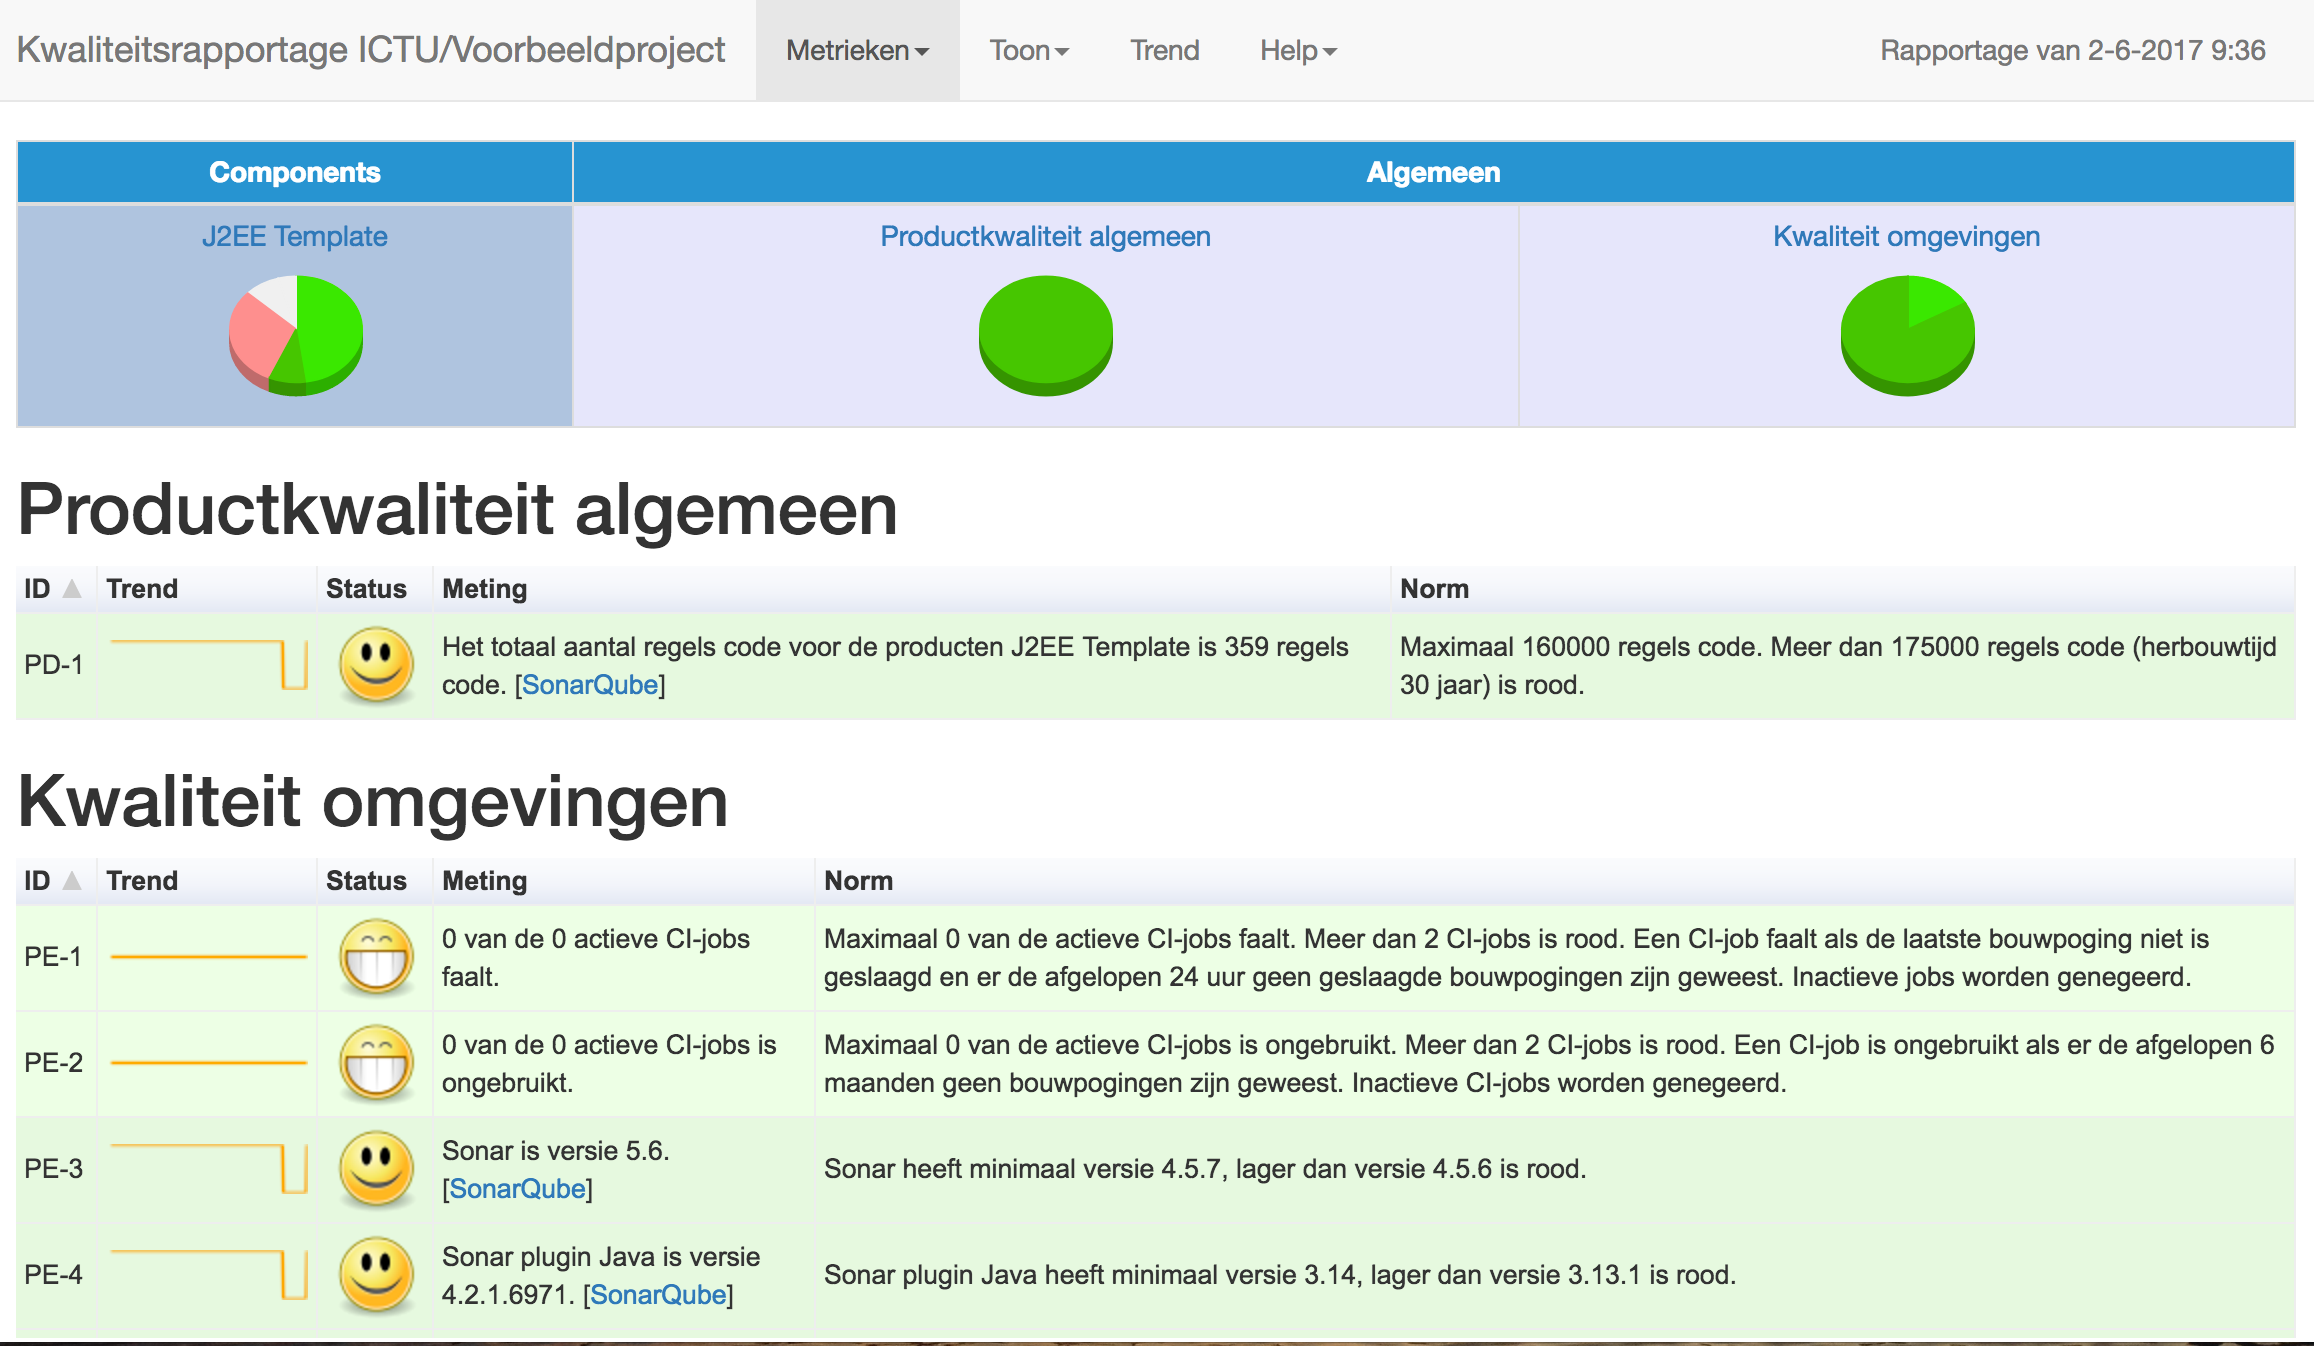 Kwaliteitsrapportage ICTU/Voorbeeldproject Metrieken Toon Trend Help Rapportage van 2-6-2017 9:36
Components Algemeen
J2EE Template Productkwaliteit algemeen Kwaliteit omgevingen
Productkwaliteit algemeen
ID Trend Status Meting Norm
PD-1 Het totaal aantal regels code voor de producten J2EE Template is 359 regels
code. [SonarQube]
Maximaal 160000 regels code. Meer dan 175000 regels code (herbouwtijd
30 jaar) is rood.
Kwaliteit omgevingen
ID Trend Status Meting Norm
PE-1 0 van de 0 actieve CI-jobs
faalt.
Maximaal 0 van de actieve CI-jobs faalt. Meer dan 2 CI-jobs is rood. Een CI-job faalt als de laatste bouwpoging niet is
geslaagd en er de afgelopen 24 uur geen geslaagde bouwpogingen zijn geweest. Inactieve jobs worden genegeerd.
PE-2 0 van de 0 actieve CI-jobs is
ongebruikt.
Maximaal 0 van de actieve CI-jobs is ongebruikt. Meer dan 2 CI-jobs is rood. Een CI-job is ongebruikt als er de afgelopen 6
maanden geen bouwpogingen zijn geweest. Inactieve CI-jobs worden genegeerd.
PE-3 Sonar is versie 5.6.
[SonarQube]
Sonar heeft minimaal versie 4.5.7, lager dan versie 4.5.6 is rood.
PE-4 Sonar plugin Java is versie
4.2.1.6971. [SonarQube]
Sonar plugin Java heeft minimaal versie 3.14, lager dan versie 3.13.1 is rood.